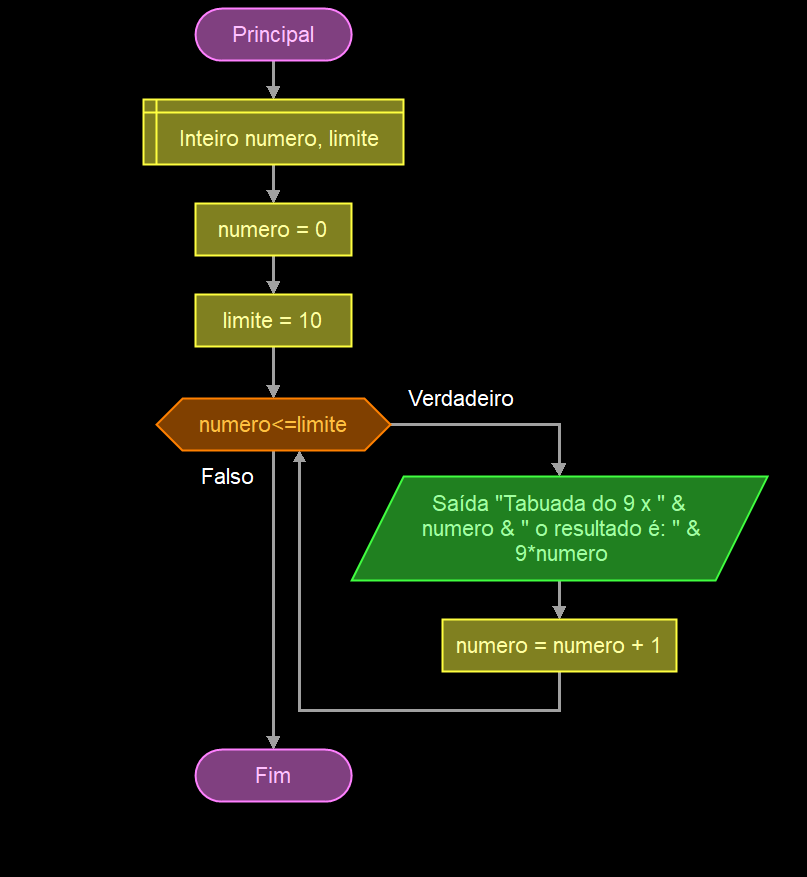 Principal
Inteiro numero, limite
numero = 0
limite = 10
numero<=limite
Verdadeiro
Falso
Saída "Tabuada do 9 x " &
numero & " o resultado é: " &
9*numero
numero = numero + 1
Fim